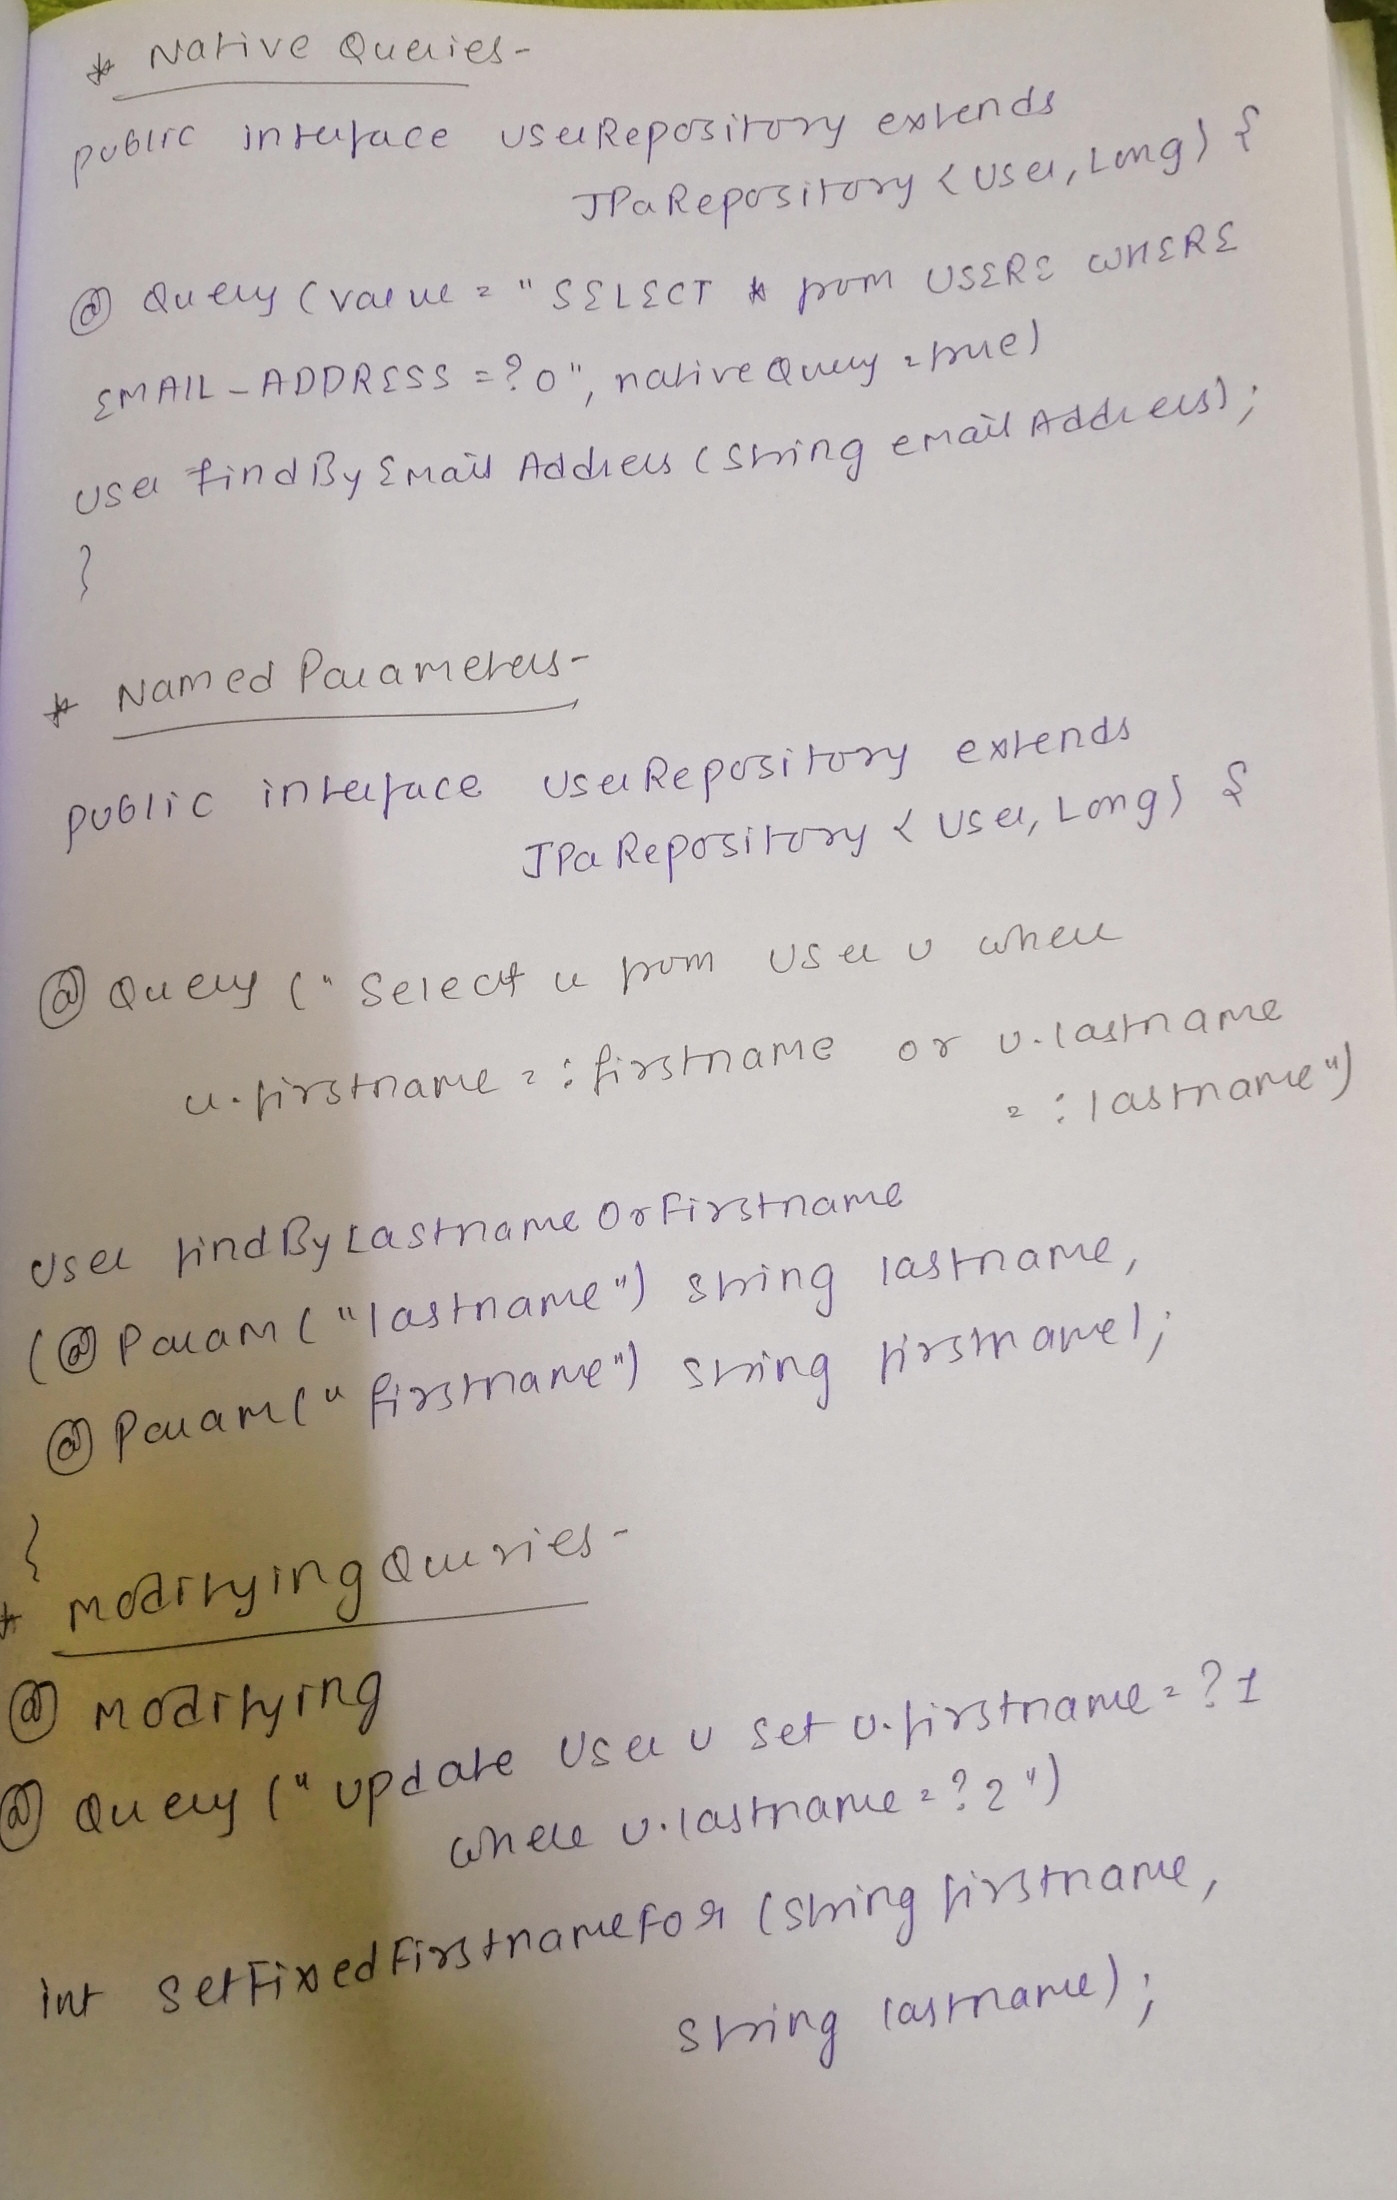 * Native Queries-
public interface UserRepository extends
JPaRepository <User, Long> {
@ Query (value = "SELECT * from USERE WHERE
EMAIL-ADDRESS = ?0", nativeQuery = true)
User findByEmailAddress (String emailAddress);
}
* Named Parameters-
public interface UserRepository extends
JPaRepository <User, Long> {
@ Query ("Select u from User u where
u.firstname = :firstname or u.lastname
= :lastname")
User findByLastnameOrFirstname
(@ Param ("lastname") String lastname,
@ Param ("firstname") String firstname);
}
* Modifying Queries-
@ Modifying
@ Query ("update User u set u.firstname = ?1
where u.lastname = ?2")
int setFixedFirstnameFor (String firstname,
String lastname);